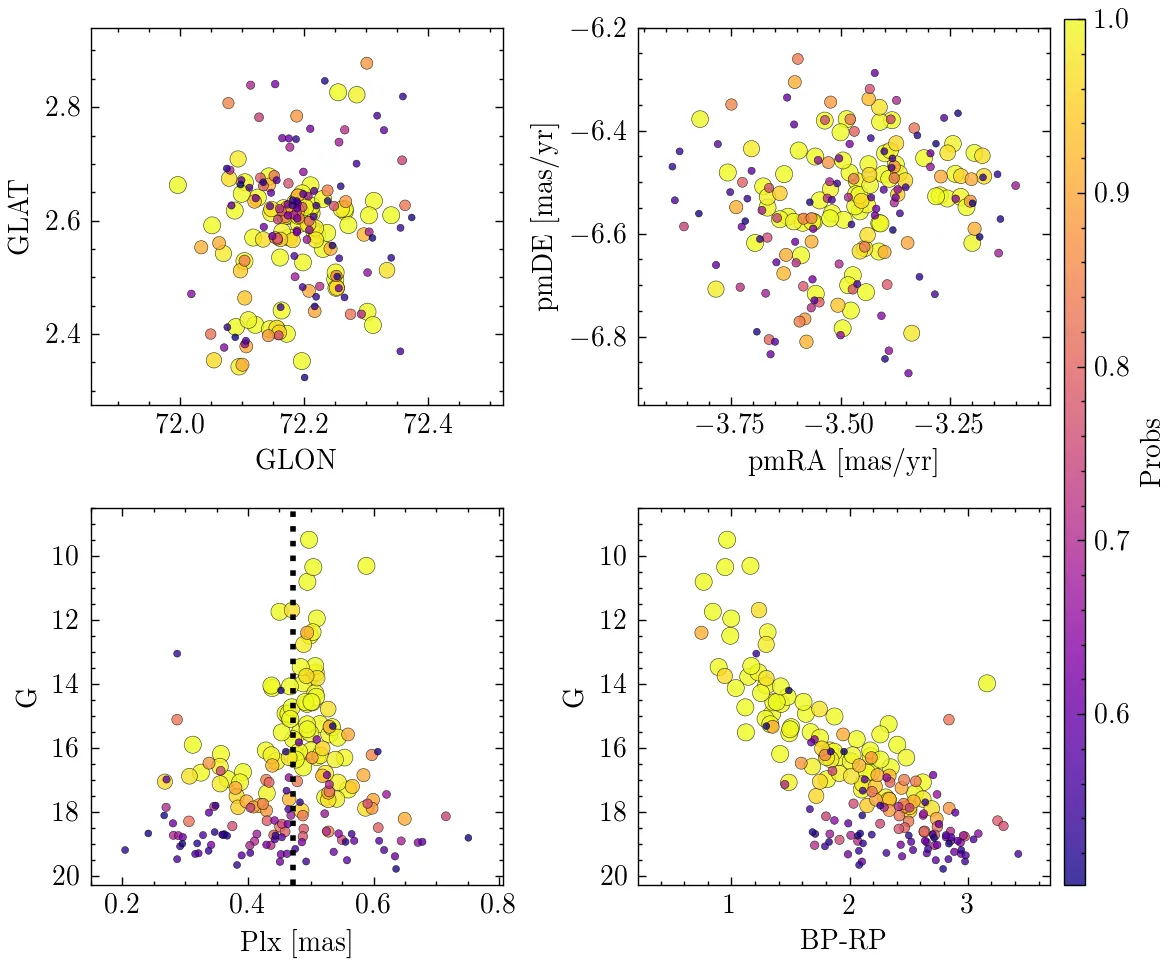 2.8
2.6
2.4
GLAT
72.0 72.2 72.4
GLON
−6.2
−6.4
−6.6
−6.8
pmDE [mas/yr]
−3.75 −3.50 −3.25
pmRA [mas/yr]
1.0
0.9
0.8
0.7
0.6
Probs
10
12
14
16
18
20
G
0.2 0.4 0.6 0.8
Plx [mas]
10
12
14
16
18
20
G
1 2 3
BP-RP